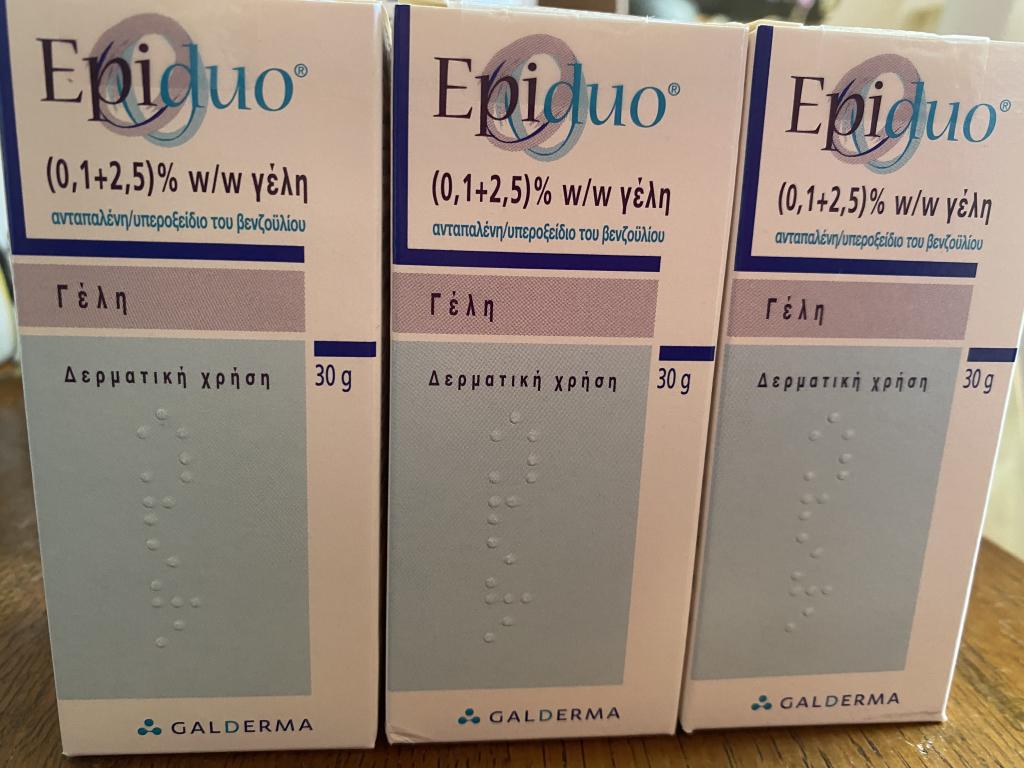 Epiduo®
(0,1+2,5)% w/w γέλη
ανταπαλένη/υπεροξείδιο του βενζοϋλίου
Γέλη
Δερματική χρήση
30 g
GALDERMA
Epiduo®
(0,1+2,5)% w/w γέλη
ανταπαλένη/υπεροξείδιο του βενζοϋλίου
Γέλη
Δερματική χρήση
30 g
GALDERMA
Epiduo®
(0,1+2,5)% w/w γέλη
ανταπαλένη/υπεροξείδιο του βενζοϋλίου
Γέλη
Δερματική χρήση
30 g
GALDERMA